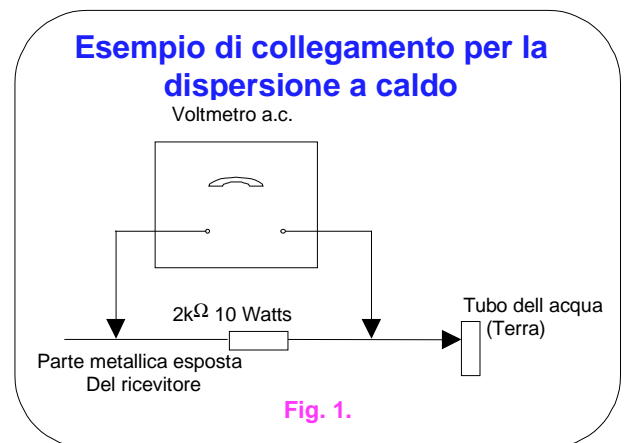 Esempio di collegamento per la
dispersione a caldo
Voltmetro a.c.
2kΩ 10 Watts
Tubo dell acqua
(Terra)
Parte metallica esposta
Del ricevitore
Fig. 1.